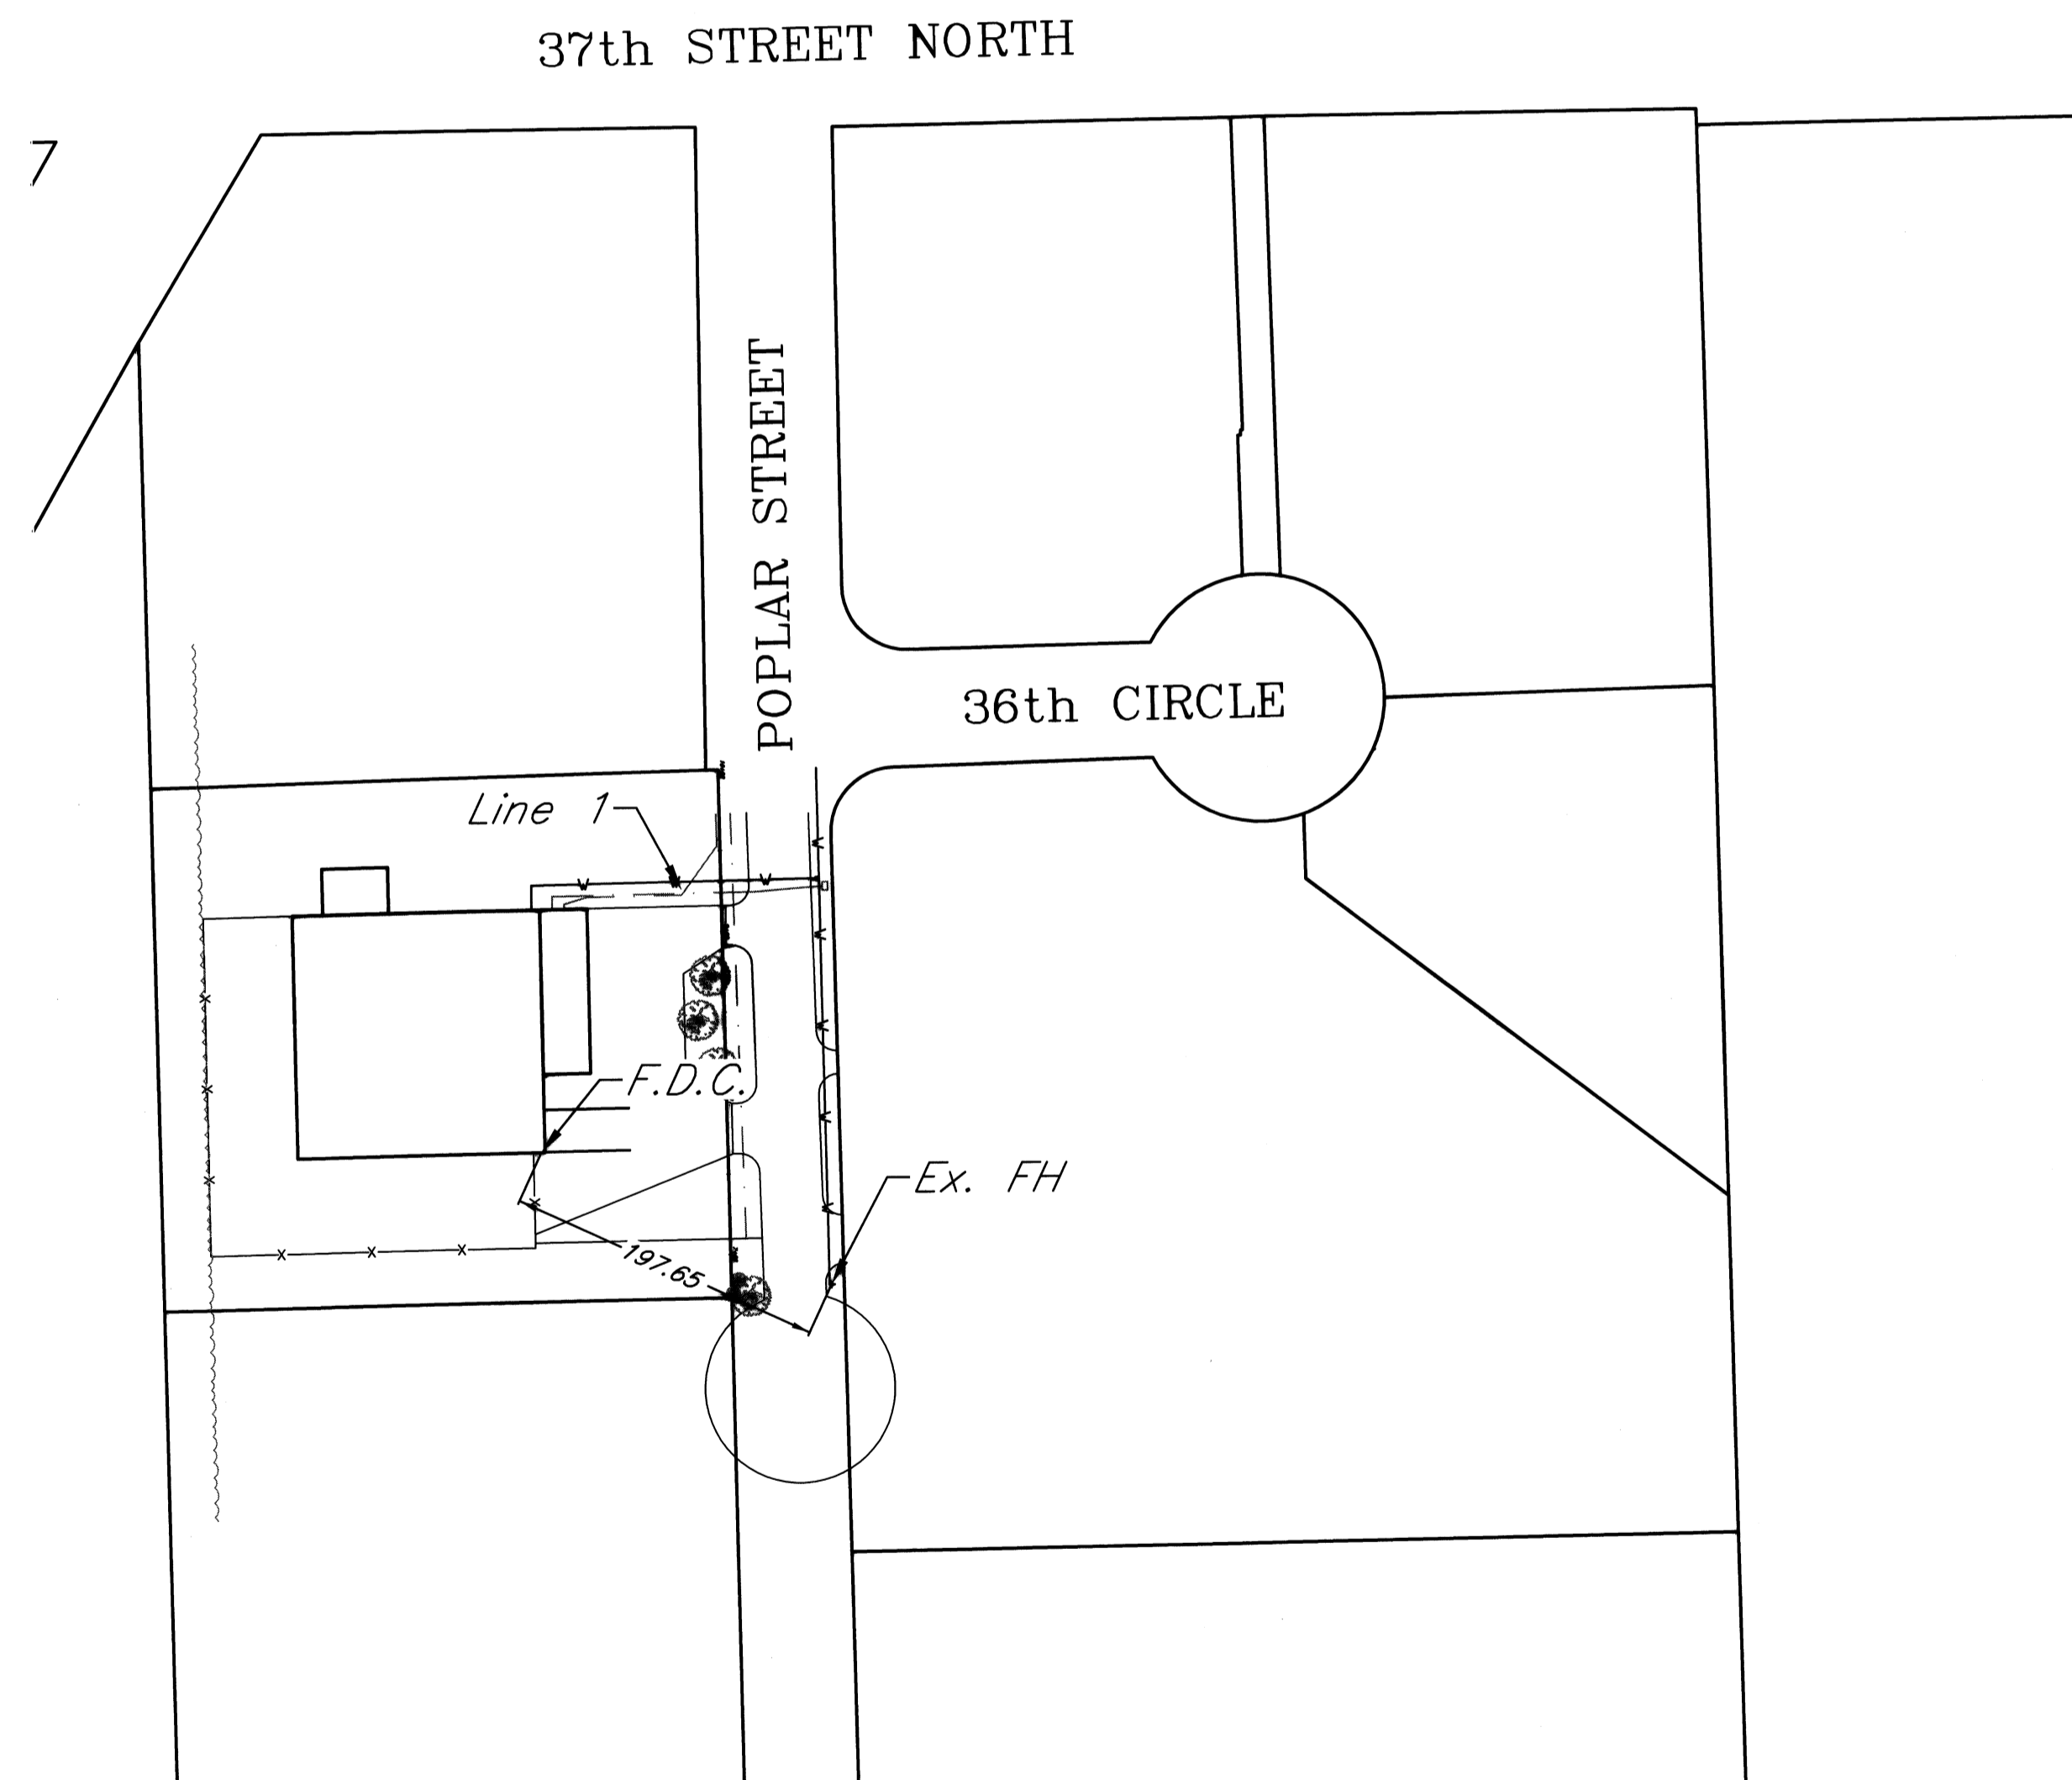 37th STREET NORTH
7
POPLAR STREET
36th CIRCLE
Line 1
W
W
W
W
W
W
W
W
F.D.C.
Ex. FH
197.65
X
X
X
X
X
X
X